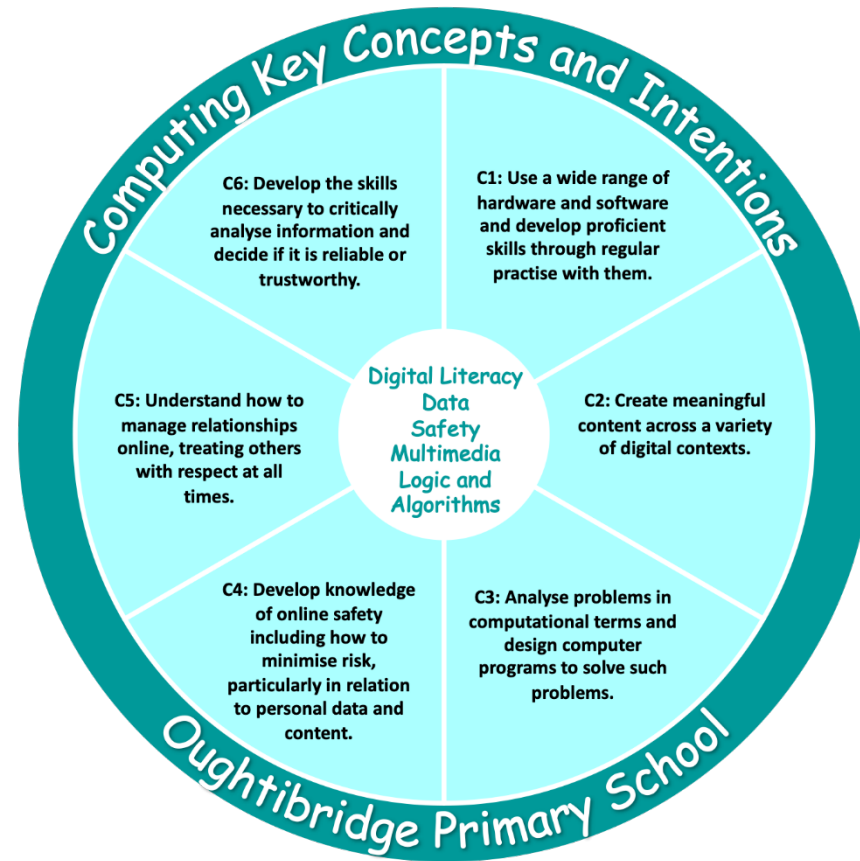 Computing Key Concepts and Intentions
C1: Use a wide range of
hardware and software
and develop proficient
skills through regular
practise with them.
C2: Create meaningful
content across a variety
of digital contexts.
C3: Analyse problems in
computational terms and
design computer
programs to solve such
problems.
C4: Develop knowledge
of online safety
including how to
minimise risk,
particularly in relation
to personal data and
content.
C5: Understand how to
manage relationships
online, treating others
with respect at all
times.
C6: Develop the skills
necessary to critically
analyse information and
decide if it is reliable or
trustworthy.
Digital Literacy
Data
Safety
Multimedia
Logic and
Algorithms
Oughtibridge Primary School